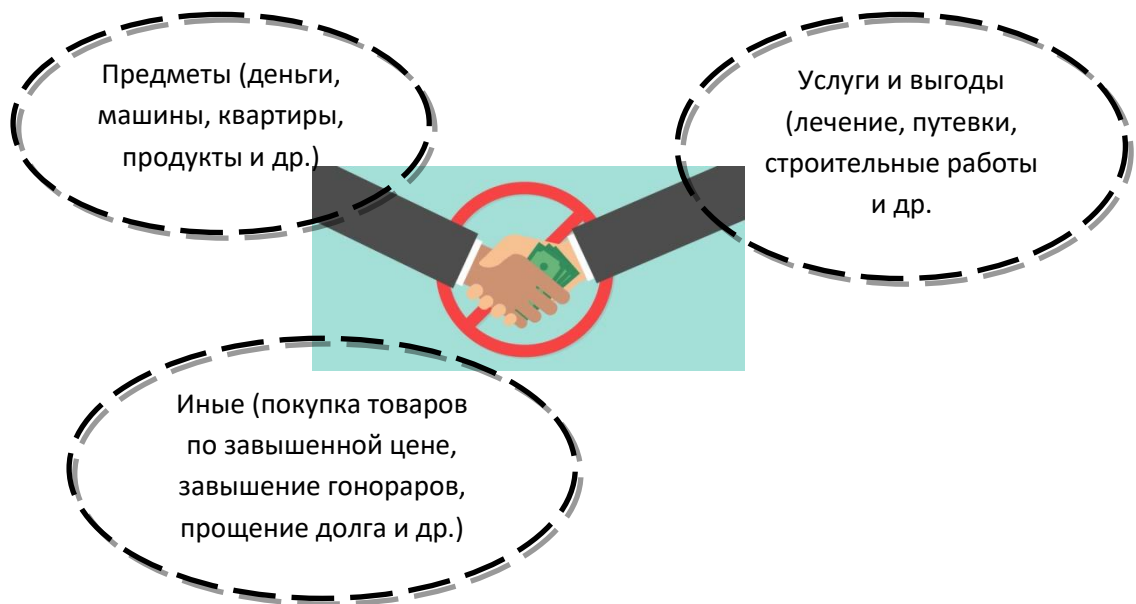 Предметы (деньги,
машины, квартиры,
продукты и др.)
Услуги и выгоды
(лечение, путевки,
строительные работы
и др.
Иные (покупка товаров
по завышенной цене,
завышение гонораров,
прощение долга и др.)